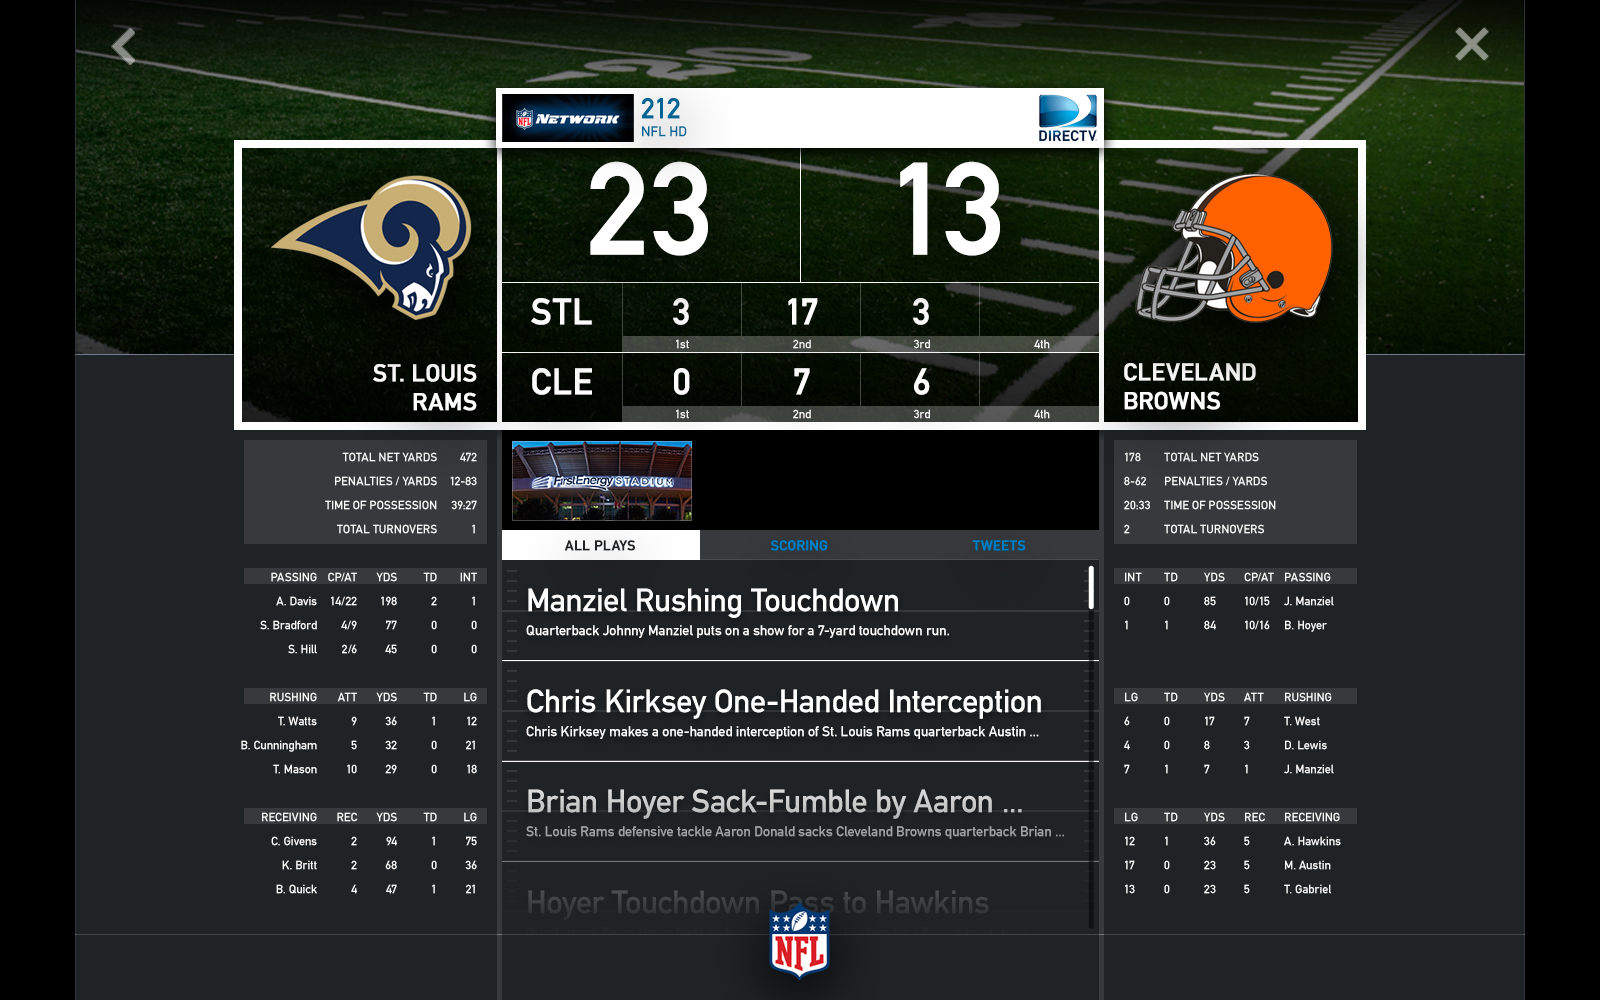 NFL NETWORK
212
NFL HD
DIRECTV
23
13
STL 3 17 3
1st 2nd 3rd 4th
CLE 0 7 6
1st 2nd 3rd 4th
ST. LOUIS
RAMS
CLEVELAND
BROWNS
TOTAL NET YARDS 472
PENALTIES / YARDS 12-83
TIME OF POSSESSION 39:27
TOTAL TURNOVERS 1
PASSING CP/AT YDS TD INT
A. Davis 14/22 198 2 1
S. Bradford 4/9 77 0 0
S. Hill 2/6 45 0 0
RUSHING ATT YDS TD LG
T. Watts 9 36 1 12
B. Cunningham 5 32 0 21
T. Mason 10 29 0 18
RECEIVING REC YDS TD LG
C. Givens 2 94 1 75
K. Britt 2 68 0 36
B. Quick 4 47 1 21
FirstEnergy STADIUM
ALL PLAYS SCORING TWEETS
Manziel Rushing Touchdown
Quarterback Johnny Manziel puts on a show for a 7-yard touchdown run.
Chris Kirksey One-Handed Interception
Chris Kirksey makes a one-handed interception of St. Louis Rams quarterback Austin ...
Brian Hoyer Sack-Fumble by Aaron ...
St. Louis Rams defensive tackle Aaron Donald sacks Cleveland Browns quarterback Brian ...
Hoyer Touchdown Pass to Hawkins
NFL
178 TOTAL NET YARDS
8-62 PENALTIES / YARDS
20:33 TIME OF POSSESSION
2 TOTAL TURNOVERS
INT TD YDS CP/AT PASSING
0 0 85 10/15 J. Manziel
1 1 84 10/16 B. Hoyer
LG TD YDS ATT RUSHING
6 0 17 7 T. West
4 0 8 3 D. Lewis
7 1 7 1 J. Manziel
LG TD YDS REC RECEIVING
12 1 36 5 A. Hawkins
17 0 23 5 M. Austin
13 0 23 5 T. Gabriel